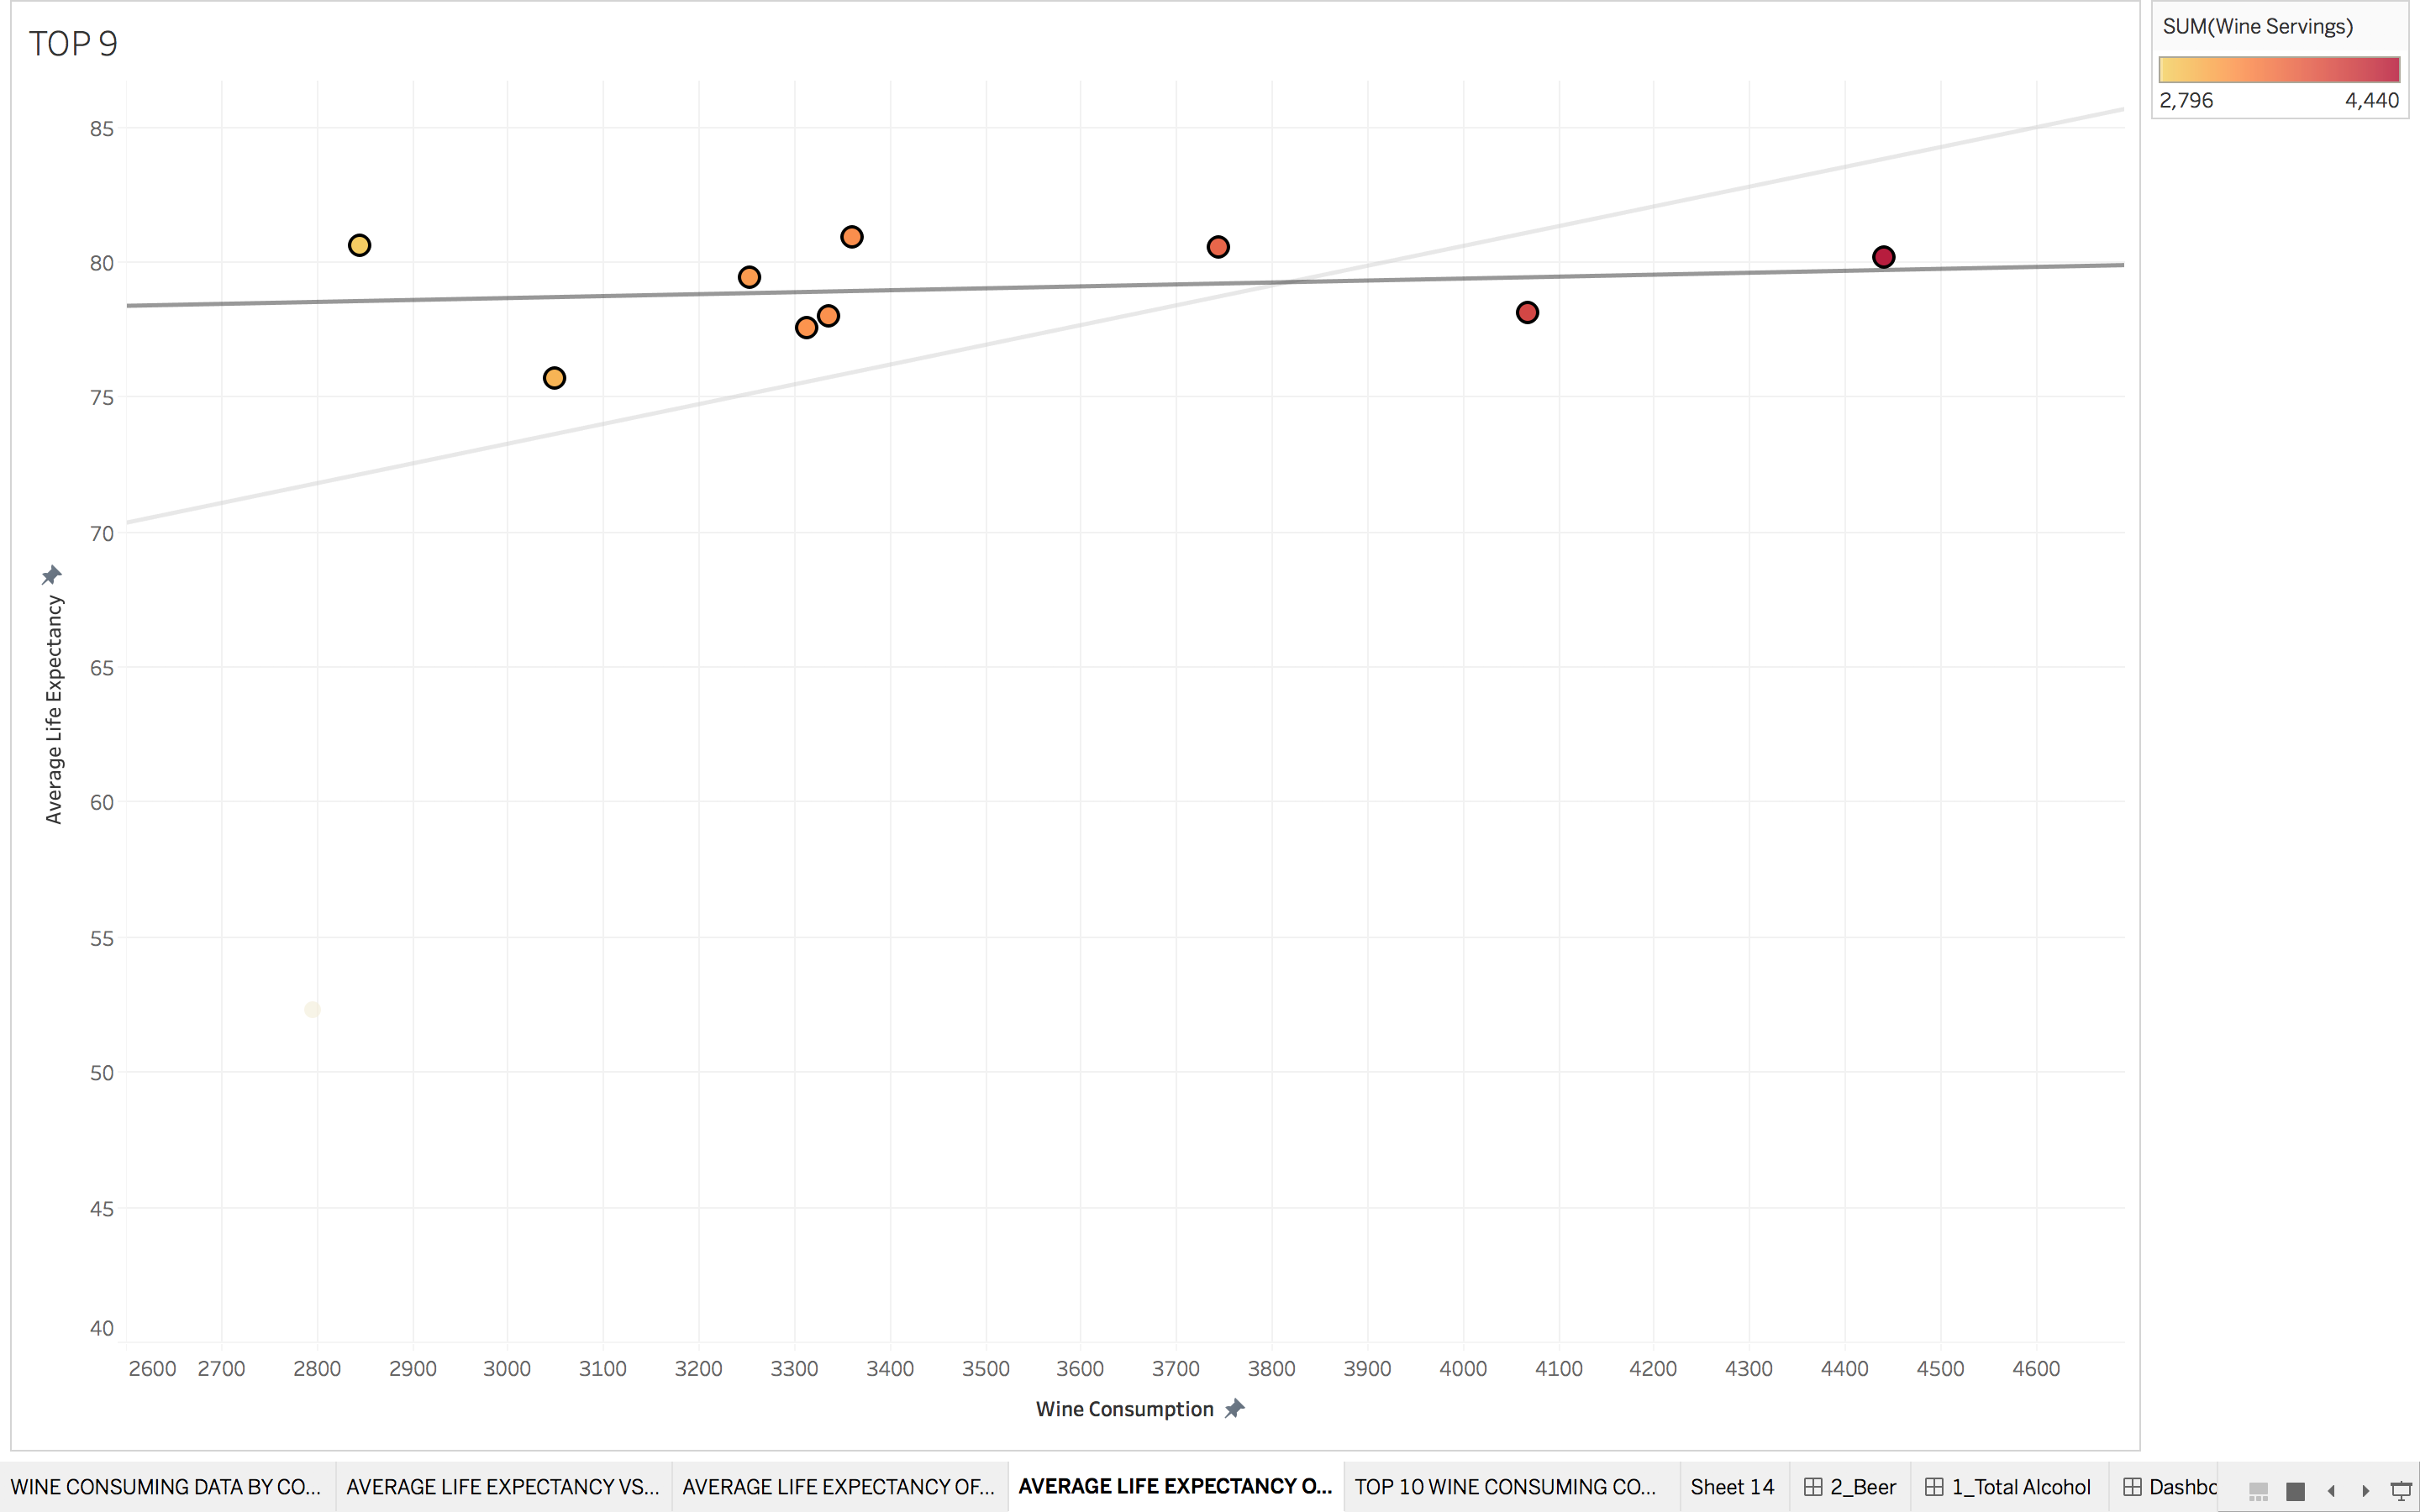 TOP 9
SUM(Wine Servings)
2,796 4,440
85
80
75
70
65
60
55
50
45
40
Average Life Expectancy
2600 2700 2800 2900 3000 3100 3200 3300 3400 3500 3600 3700 3800 3900 4000 4100 4200 4300 4400 4500 4600
Wine Consumption
WINE CONSUMING DATA BY CO... AVERAGE LIFE EXPECTANCY VS... AVERAGE LIFE EXPECTANCY OF... AVERAGE LIFE EXPECTANCY O... TOP 10 WINE CONSUMING CO... Sheet 14 2_Beer 1_Total Alcohol Dashbo